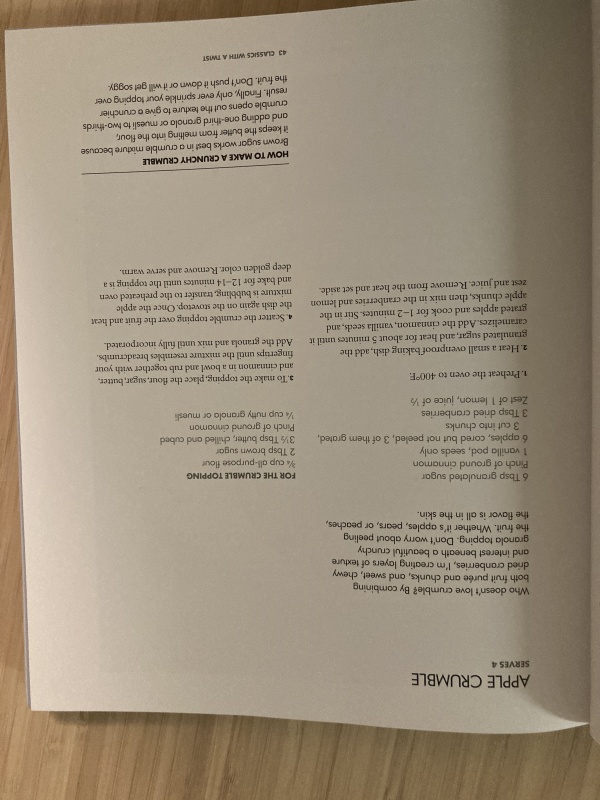 APPLE CRUMBLE
SERVES 4
Who doesn't love crumble? By combining
both fruit purée and chunks, and sweet, chewy
dried cranberries, I'm creating layers of texture
and interest beneath a beautiful crunchy
granola topping. Don't worry about peeling
the fruit. Whether it's apples, pears, or peaches,
the flavor is all in the skin.
6 Tbsp granulated sugar
Pinch of ground cinnamon
1 vanilla pod, seeds only
6 apples, cored but not peeled, 3 of them grated,
3 cut into chunks
3 Tbsp dried cranberries
Zest of 1 lemon, juice of ½
1. Preheat the oven to 400°F.
2. Heat a small ovenproof baking dish, add the
granulated sugar, and heat for about 5 minutes until it
caramelizes. Add the cinnamon, vanilla seeds, and
grated apples and cook for 1–2 minutes. Stir in the
apple chunks, then mix in the cranberries and lemon
zest and juice. Remove from the heat and set aside.
FOR THE CRUMBLE TOPPING
¾ cup all-purpose flour
2 Tbsp brown sugar
3½ Tbsp butter, chilled and cubed
Pinch of ground cinnamon
¼ cup nutty granola or muesli
3. To make the topping, place the flour, sugar, butter,
and cinnamon in a bowl and rub together with your
fingertips until the mixture resembles breadcrumbs.
Add the granola and mix until fully incorporated.
4. Scatter the crumble topping over the fruit and heat
the dish again on the stovetop. Once the apple
mixture is bubbling, transfer to the preheated oven
and bake for 12–14 minutes until the topping is a
deep golden color. Remove and serve warm.
HOW TO MAKE A CRUNCHY CRUMBLE
Brown sugar works best in a crumble mixture because
it keeps the butter from melting into the flour,
and adding one-third granola or muesli to two-thirds
crumble opens out the texture to give a crunchier
result. Finally, only ever sprinkle your topping over
the fruit. Don't push it down or it will get soggy.
43 CLASSICS WITH A TWIST